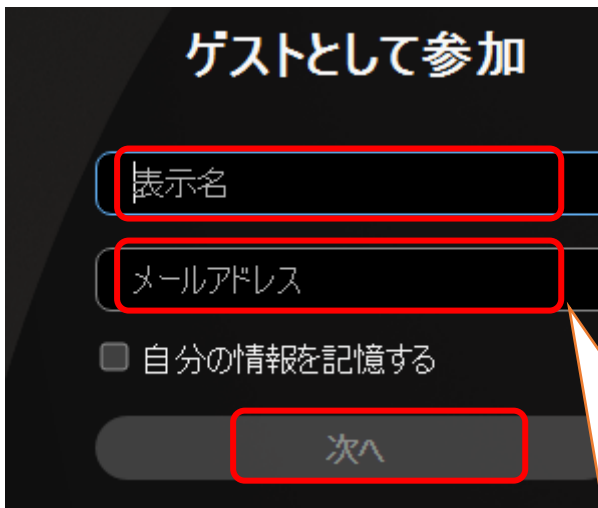 ゲストとして参加
表示名
メールアドレス
自分の情報を記憶する
次へ